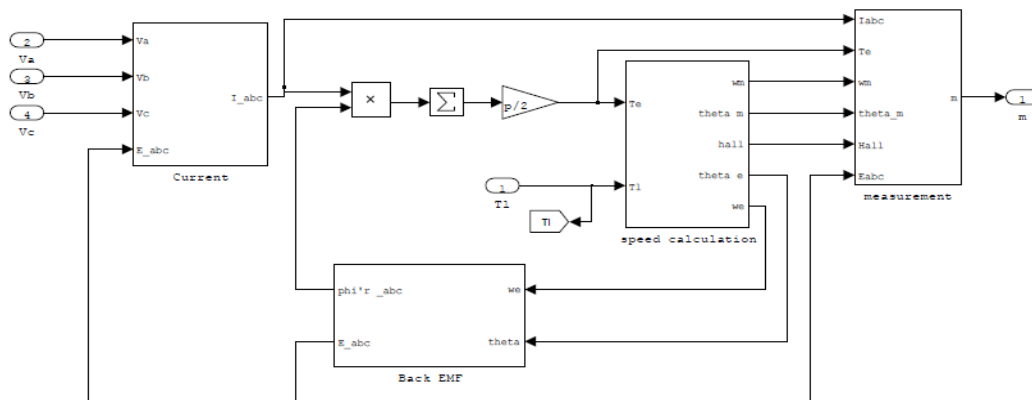 2
Va
3
Vb
4
Vc
Va
Vb
Vc
E_abc
I_abc
Current
×
Σ
p/2
1
Tl
Tl
Te
Tl
wm
theta m
hall
theta e
we
speed calculation
Iabc
Te
wm
theta_m
Hall
Eabc
m
measurement
1
m
phi'r _abc
E_abc
we
theta
Back EMF